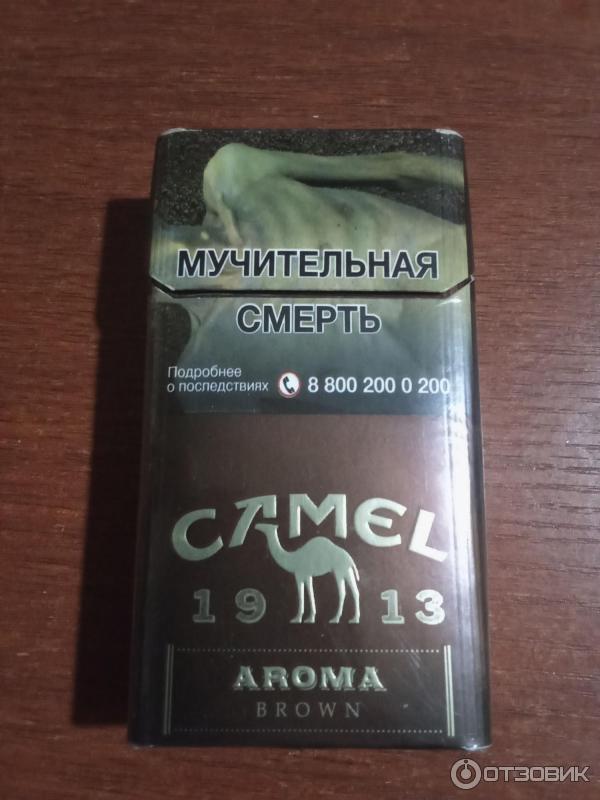 МУЧИТЕЛЬНАЯ
СМЕРТЬ
Подробнее
о последствиях 8 800 200 0 200
CAMEL
19 13
AROMA
BROWN
ОТЗОВИК